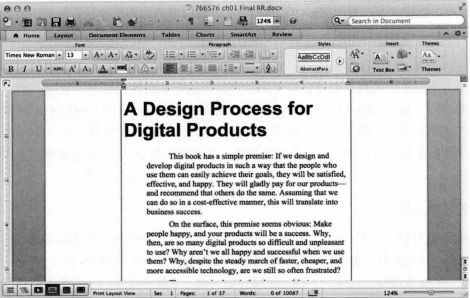 766576 ch01 Final RR.docx
124%
Search in Document
Home Layout Document Elements Tables Charts SmartArt Review
Font Paragraph Styles Insert Themes
Times New Roman 13 A A Aa AaBbCcDdI A Aa
B I U ABC A A A AbstractPara Text Box Themes
A Design Process for
Digital Products
This book has a simple premise: If we design and
develop digital products in such a way that the people who
use them can easily achieve their goals, they will be satisfied,
effective, and happy. They will gladly pay for our products—
and recommend that others do the same. Assuming that we
can do so in a cost-effective manner, this will translate into
business success.
On the surface, this premise seems obvious: Make
people happy, and your products will be a success. Why,
then, are so many digital products so difficult and unpleasant
to use? Why aren't we all happy and successful when we use
them? Why, despite the steady march of faster, cheaper, and
more accessible technology, are we still so often frustrated?
Print Layout View Sec 1 Pages: 1 of 37 Words: 0 of 10087 124%